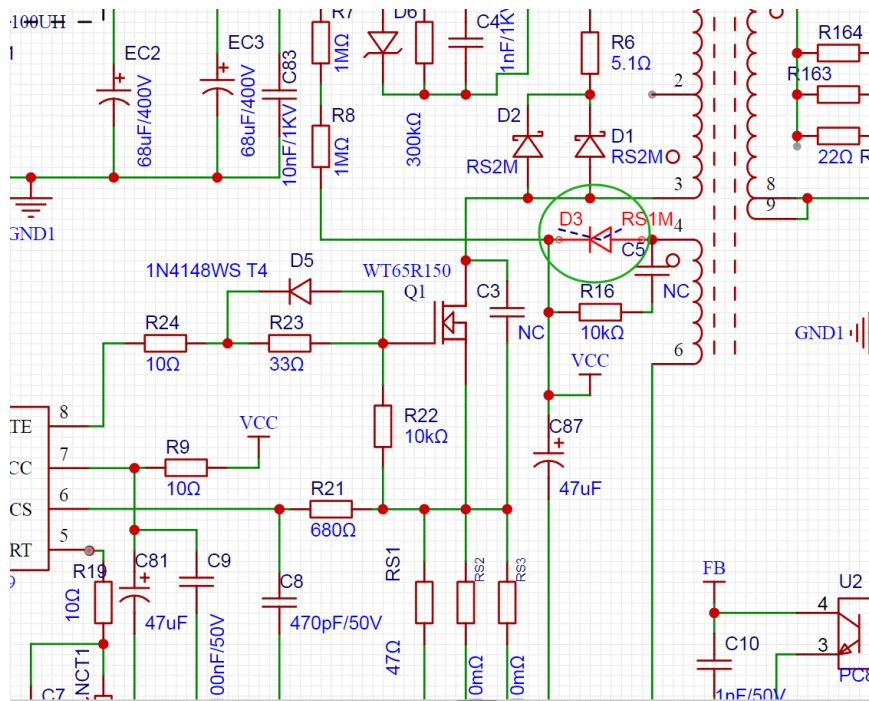 100UH
R7
D6
C4
R6
5.1Ω
R164
EC2
EC3
C83
1MΩ
1nF/1KV
2
R163
68uF/400V
68uF/400V
10nF/1KV
R8
1MΩ
300kΩ
D2
RS2M
D1
RS2M
22Ω
3
8
9
GND1
D3
RS1M
4
C5
NC
1N4148WS T4
D5
WT65R150
Q1
C3
NC
R16
10kΩ
R24
10Ω
R23
33Ω
VCC
6
GND1
TE
8
R22
10kΩ
VCC
C87
47uF
CC
7
R9
10Ω
CS
6
R21
680Ω
RT
5
R19
10Ω
C81
47uF
C9
00nF/50V
C8
470pF/50V
RS1
47Ω
RS2
0mΩ
RS3
0mΩ
FB
U2
4
3
C10
1nF/50V
PC8
NCT1
C7